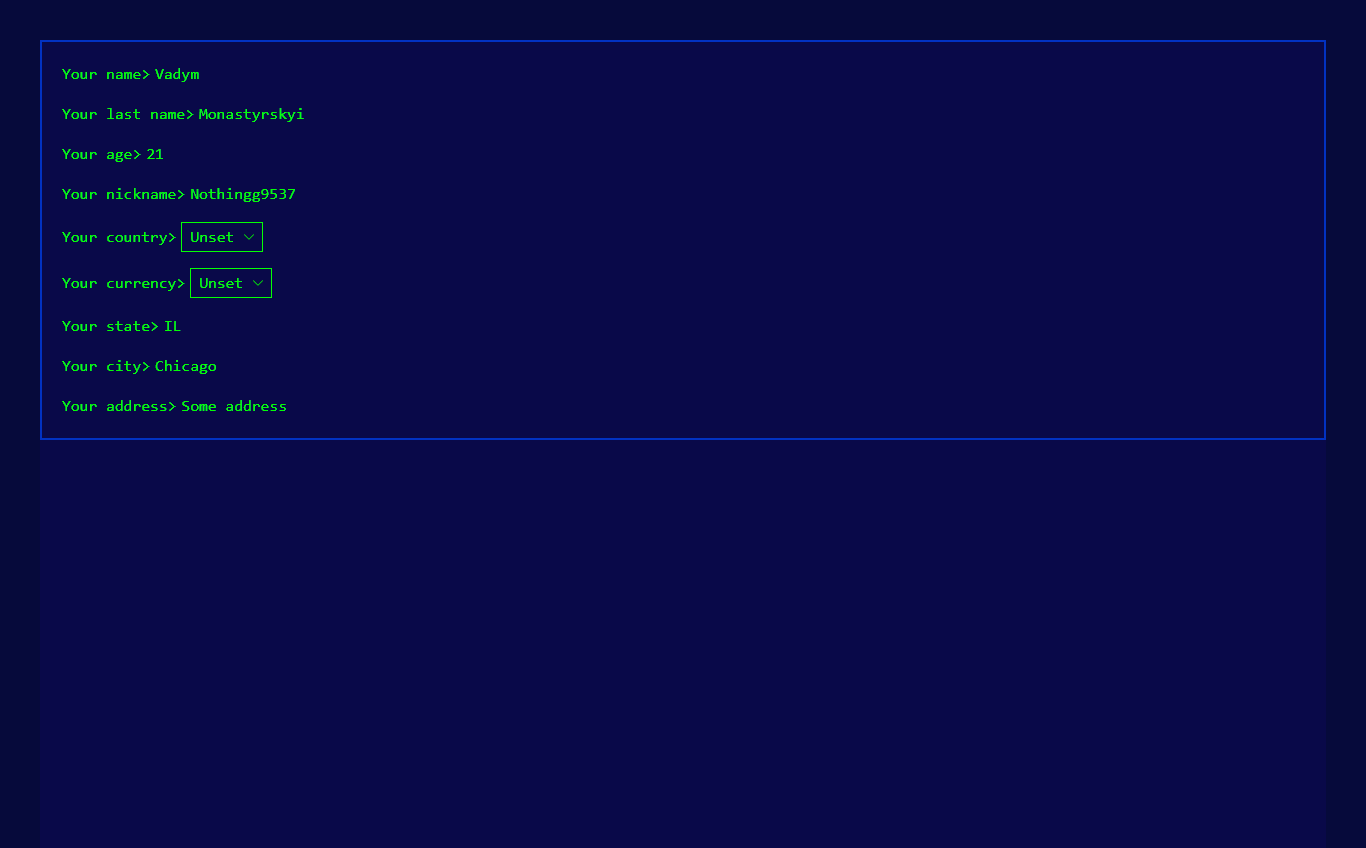 Your name> Vadym
Your last name> Monastyrskyi
Your age> 21
Your nickname> Nothingg9537
Your country> Unset
Your currency> Unset
Your state> IL
Your city> Chicago
Your address> Some address